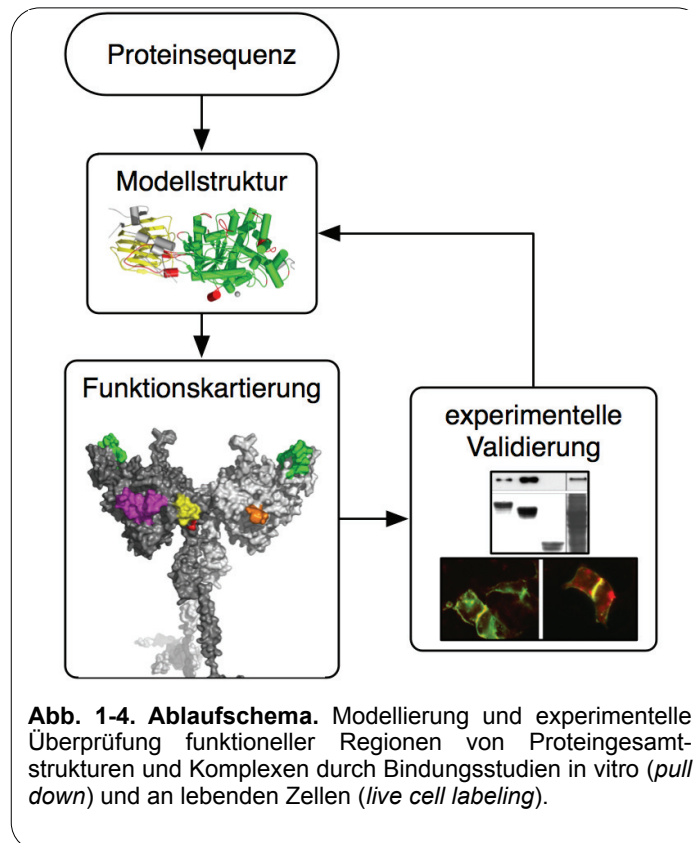 Proteinsequenz
Modellstruktur
Funktionskartierung
experimentelle
Validierung
Abb. 1-4. Ablaufschema. Modellierung und experimentelle
Überprüfung funktioneller Regionen von Proteingesamt-
strukturen und Komplexen durch Bindungsstudien in vitro (pull
down) und an lebenden Zellen (live cell labeling).